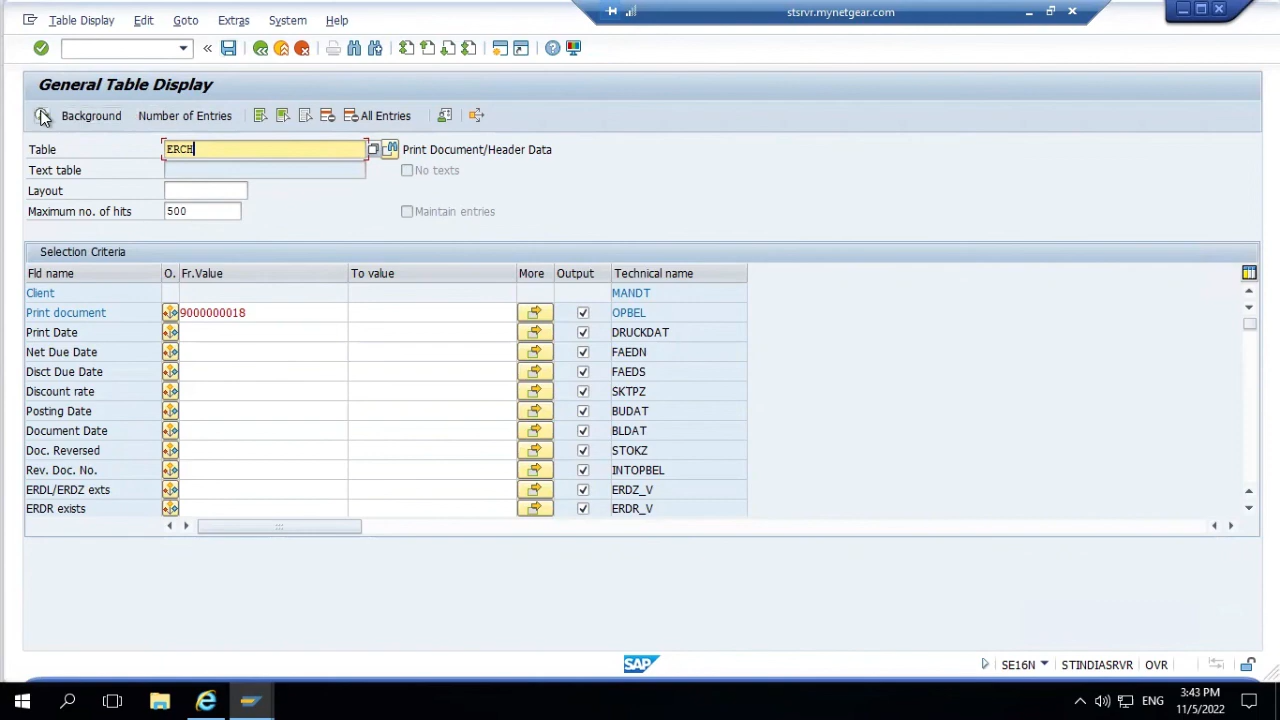 stsrvr.mynetgear.com
Table Display Edit Goto Extras System Help
General Table Display
Background Number of Entries All Entries
Table ERCH Print Document/Header Data
Text table No texts
Layout
Maximum no. of hits 500 Maintain entries
Selection Criteria
Fld name O. Fr.Value To value More Output Technical name
Client MANDT
Print document 9000000018 OPBEL
Print Date DRUCKDAT
Net Due Date FAEDN
Disct Due Date FAEDS
Discount rate SKTPZ
Posting Date BUDAT
Document Date BLDAT
Doc. Reversed STOKZ
Rev. Doc. No. INTOPBEL
ERDL/ERDZ exts ERDZ_V
ERDR exists ERDR_V
SAP SE16N STINDIASRVR OVR
ENG 3:43 PM
11/5/2022